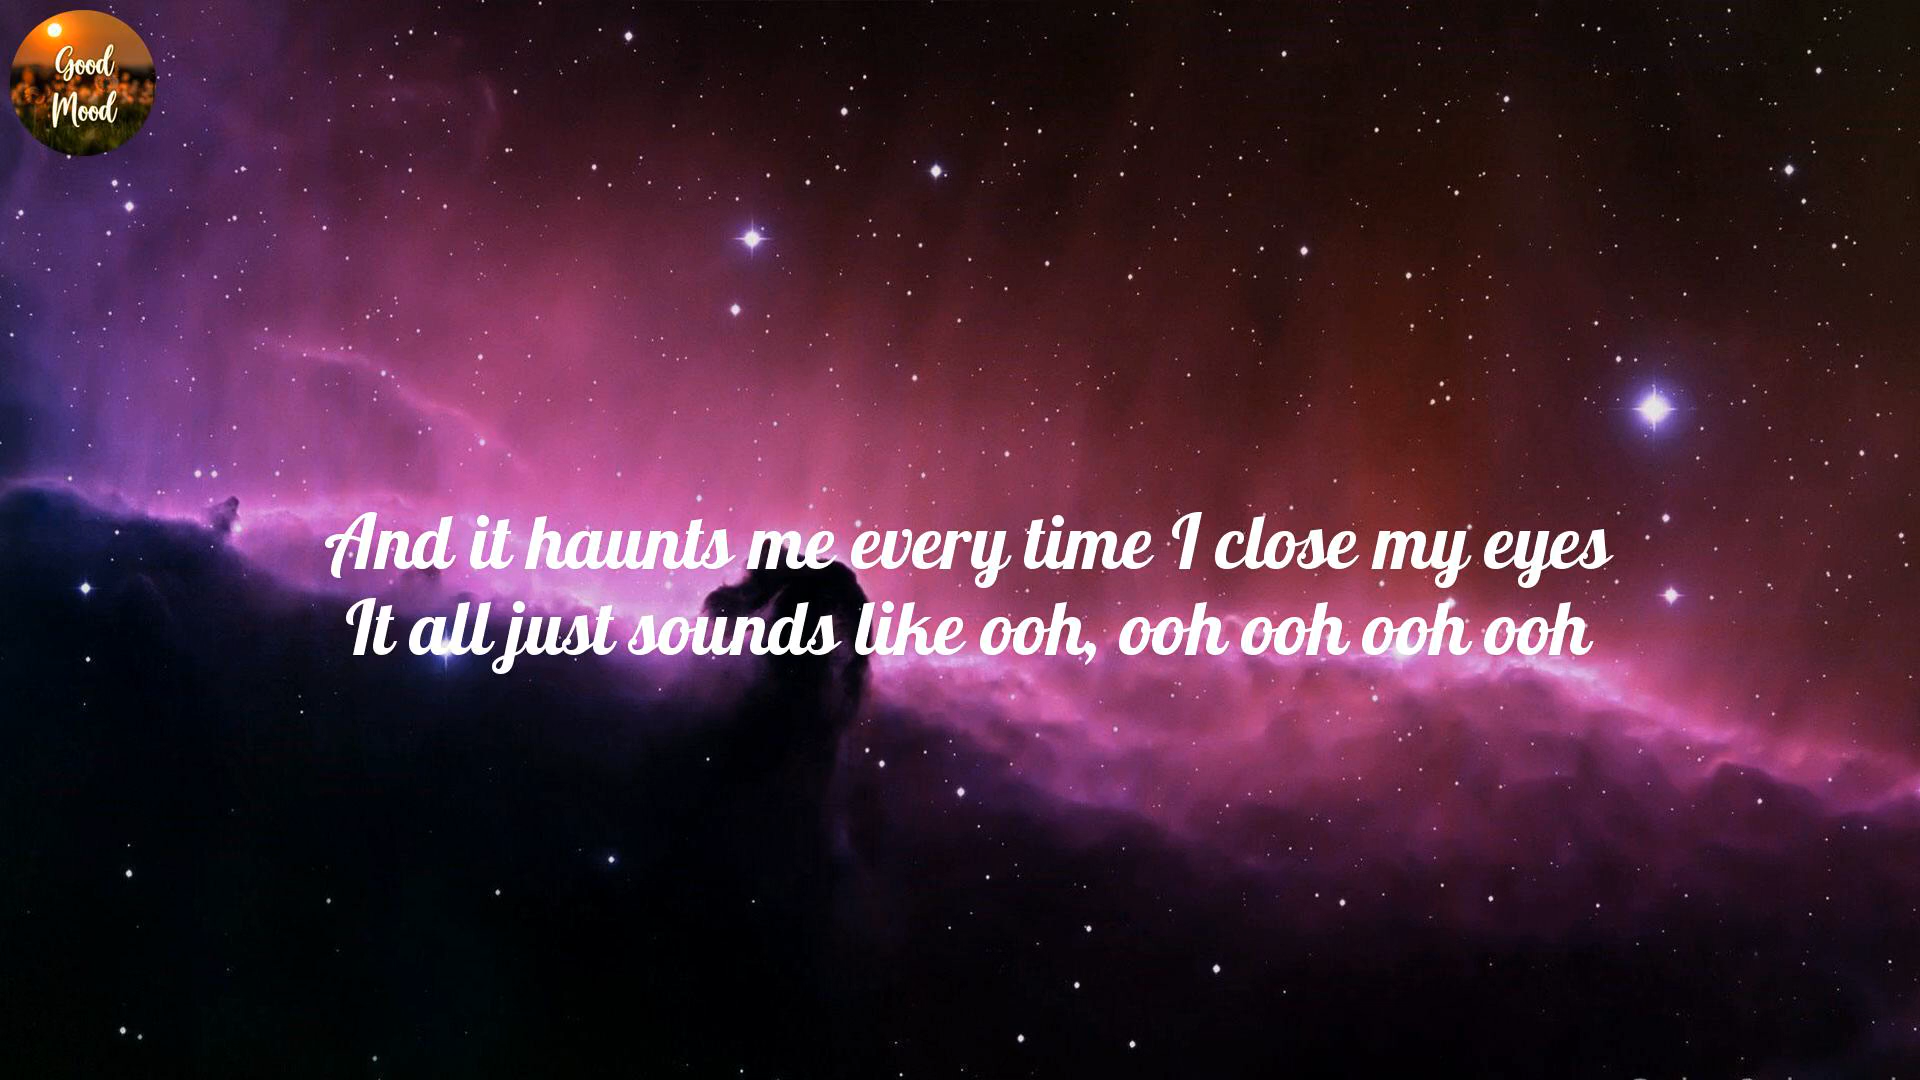 Good
Mood
And it haunts me every time I close my eyes
It all just sounds like ooh, ooh ooh ooh ooh